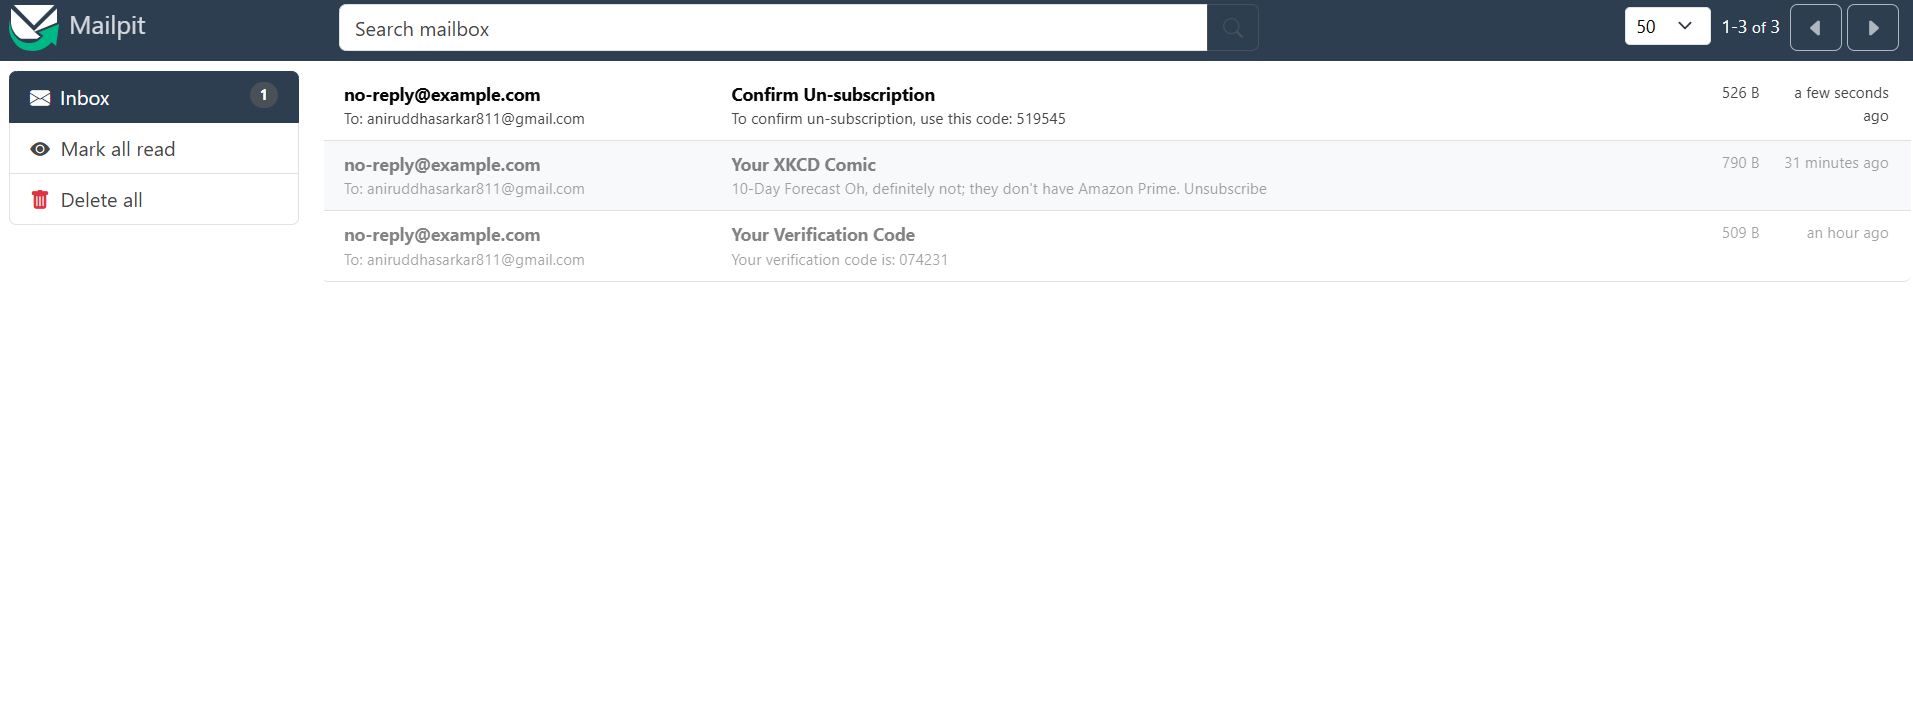 Mailpit
Search mailbox
50
1-3 of 3
Inbox
1
Mark all read
Delete all
no-reply@example.com
To: aniruddhasarkar811@gmail.com
Confirm Un-subscription
To confirm un-subscription, use this code: 519545
526 B
a few seconds
ago
no-reply@example.com
To: aniruddhasarkar811@gmail.com
Your XKCD Comic
10-Day Forecast Oh, definitely not; they don't have Amazon Prime. Unsubscribe
790 B
31 minutes ago
no-reply@example.com
To: aniruddhasarkar811@gmail.com
Your Verification Code
Your verification code is: 074231
509 B
an hour ago